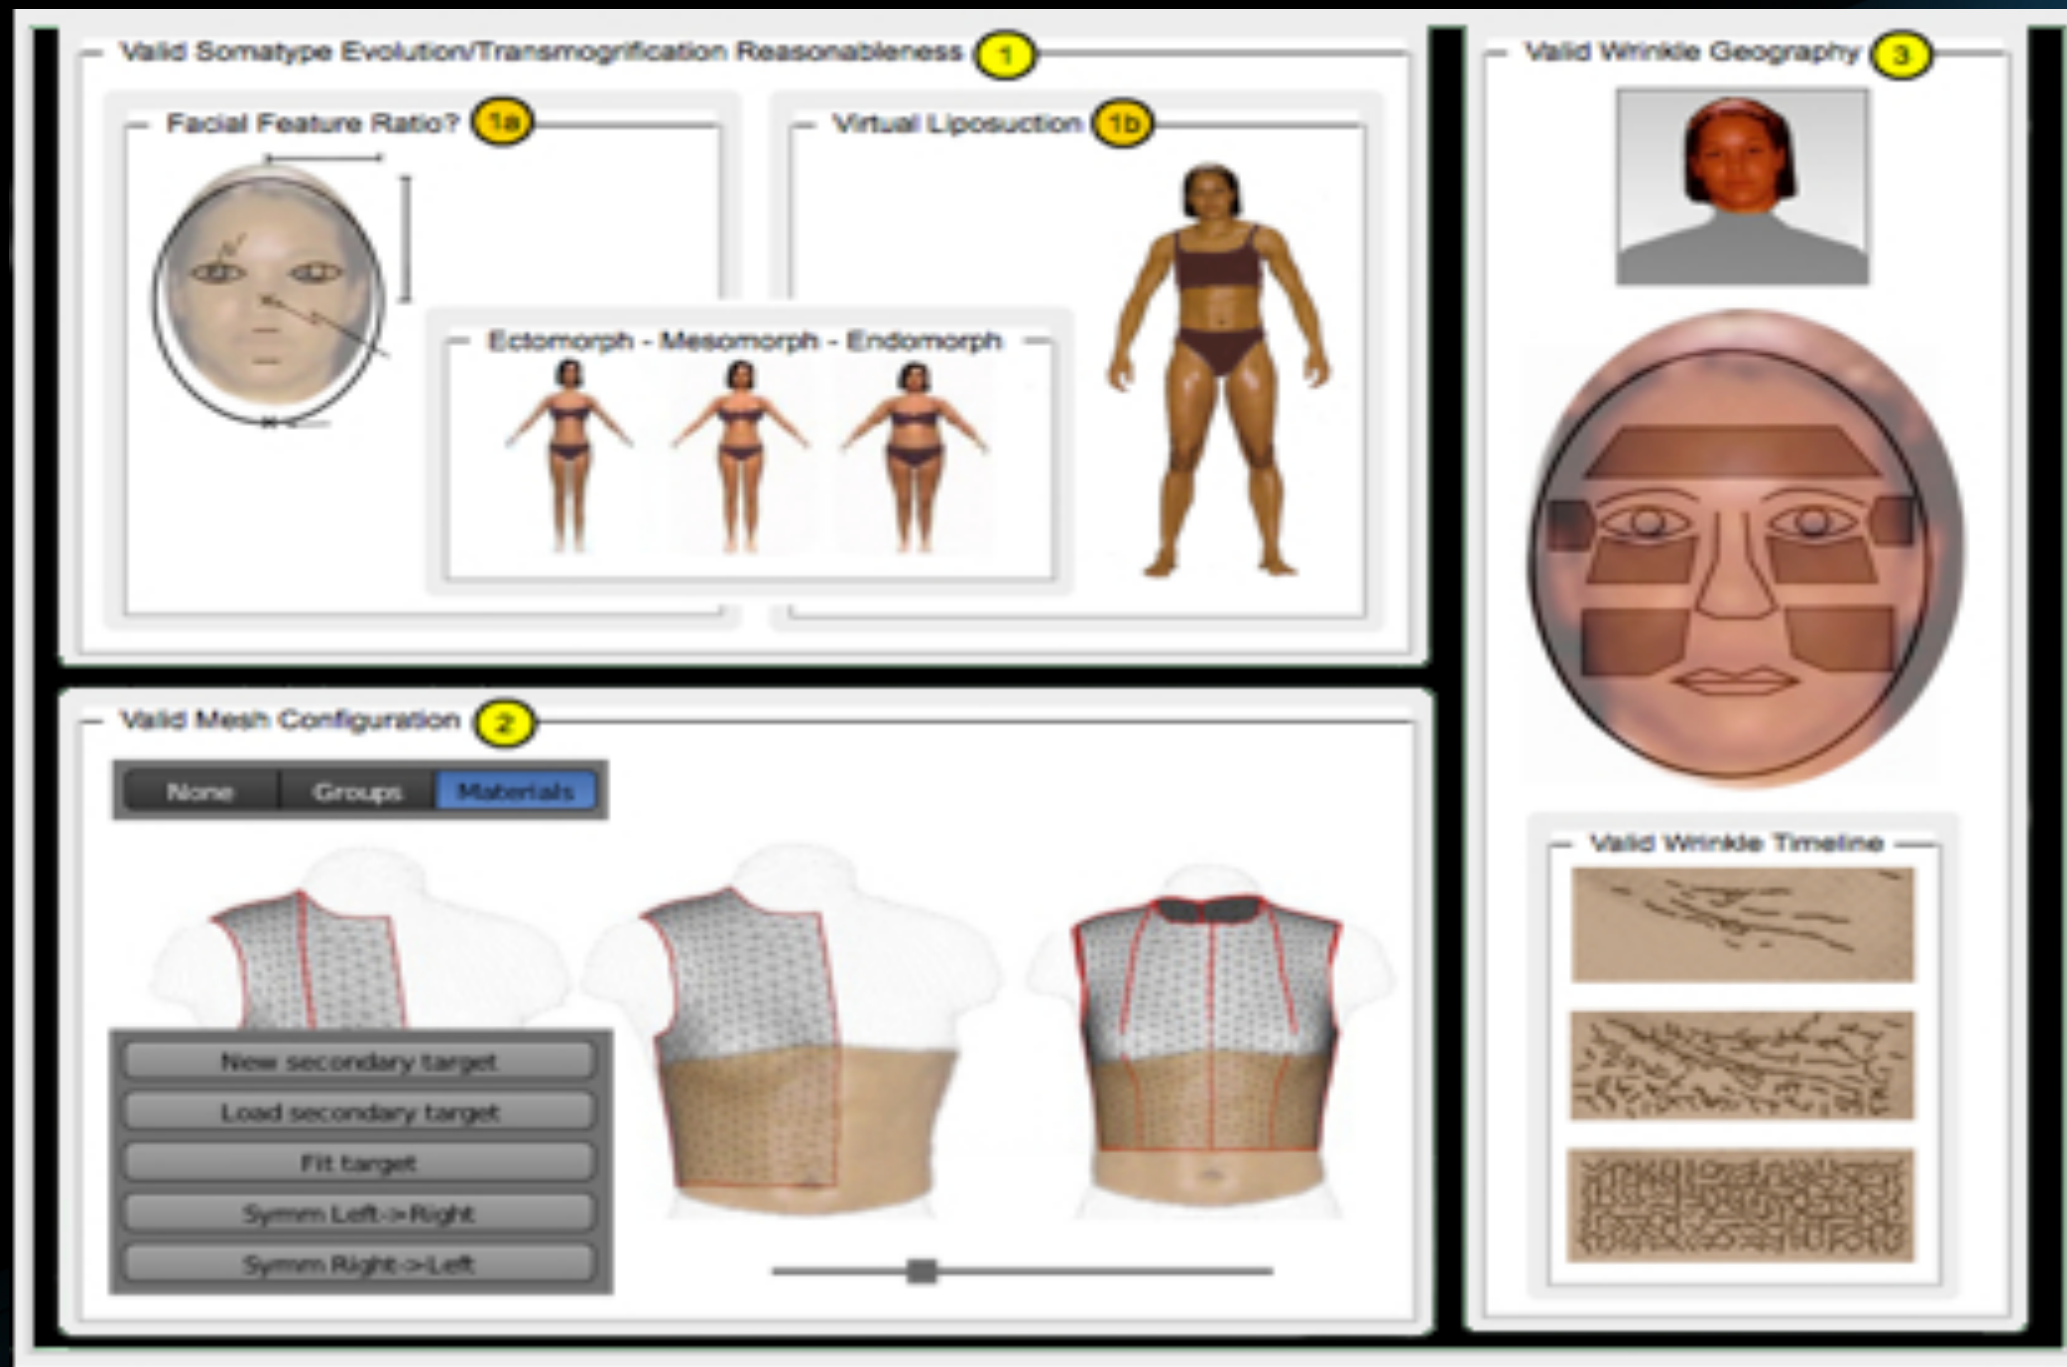 Valid Somatype Evolution/Transmogrification Reasonableness 1
Facial Feature Ratio? 1a
Virtual Liposuction 1b
Ectomorph - Mesomorph - Endomorph
Valid Mesh Configuration 2
None Groups Materials
New secondary target
Load secondary target
Fit target
Symm Left->Right
Symm Right->Left
Valid Wrinkle Geography 3
Valid Wrinkle Timeline